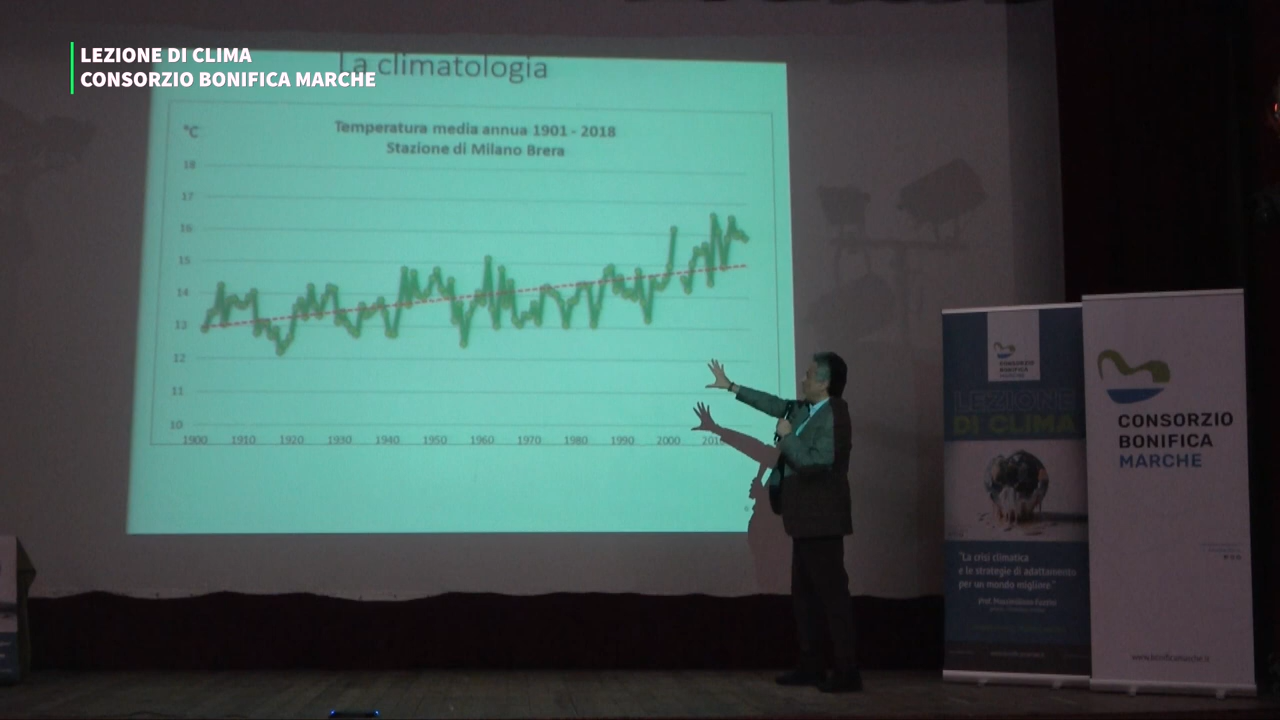 LEZIONE DI CLIMA
CONSORZIO BONIFICA MARCHE
La climatologia
°C
Temperatura media annua 1901 - 2018
Stazione di Milano Brera
18
17
16
15
14
13
12
11
10
1900 1910 1920 1930 1940 1950 1960 1970 1980 1990 2000
CONSORZIO
BONIFICA
MARCHE
LEZIONE
DI CLIMA
"La crisi climatica
e le strategie di adattamento
per un mondo migliore."
CONSORZIO
BONIFICA
MARCHE
www.bonificamarche.it